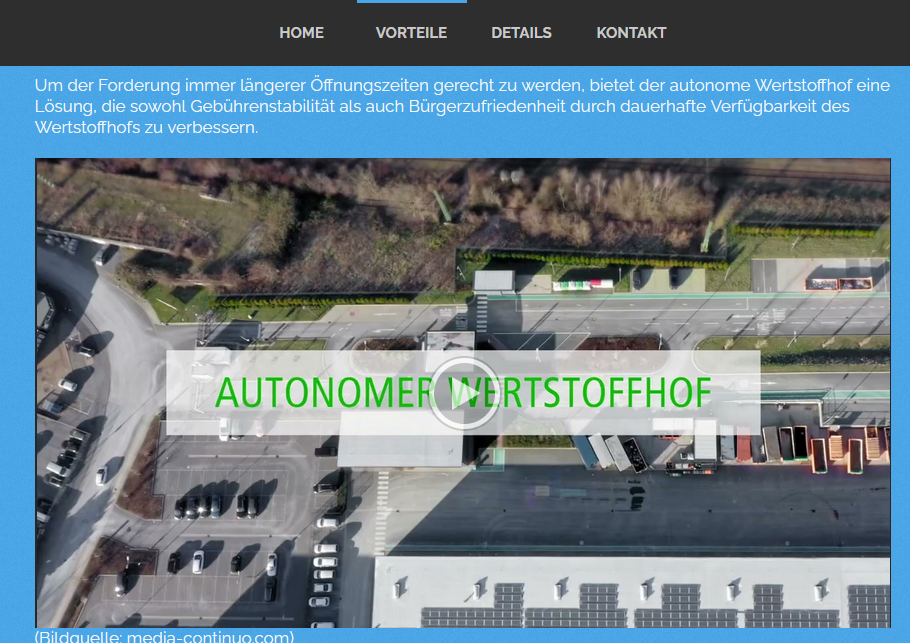 HOME VORTEILE DETAILS KONTAKT
Um der Forderung immer längerer Öffnungszeiten gerecht zu werden, bietet der autonome Wertstoffhof eine
Lösung, die sowohl Gebührenstabilität als auch Bürgerzufriedenheit durch dauerhafte Verfügbarkeit des
Wertstoffhofs zu verbessern.
AUTONOMER WERTSTOFFHOF
(Bildquelle: media-continuo.com)